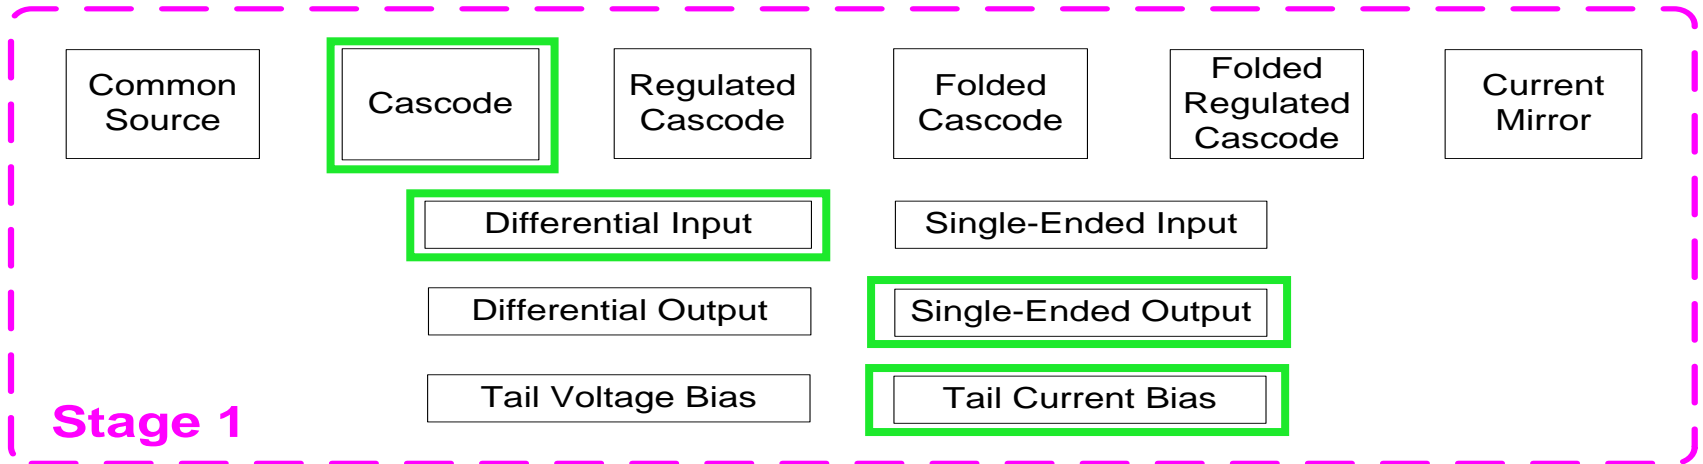 Common
Source
Cascode
Regulated
Cascode
Folded
Cascode
Folded
Regulated
Cascode
Current
Mirror
Differential Input
Single-Ended Input
Differential Output
Single-Ended Output
Tail Voltage Bias
Tail Current Bias
Stage 1